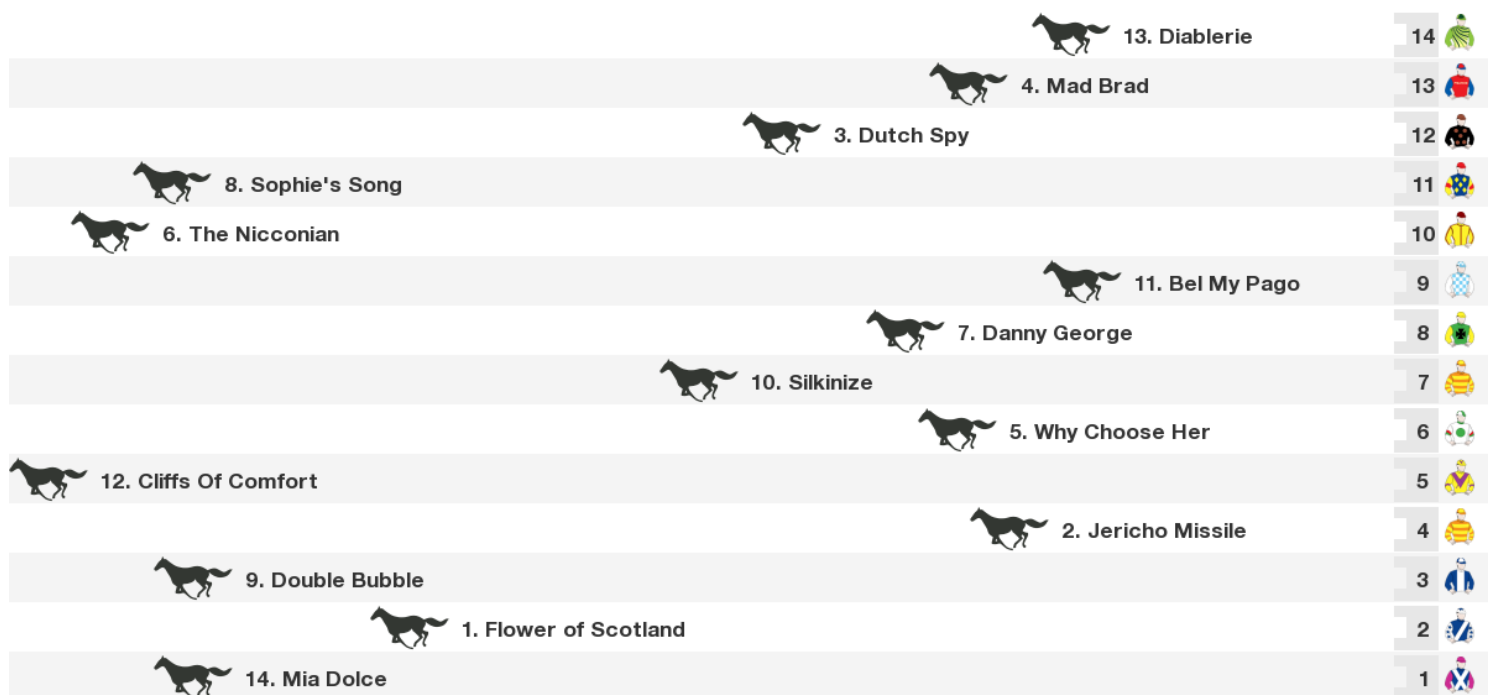 13. Diablerie 14
4. Mad Brad 13
3. Dutch Spy 12
8. Sophie's Song 11
6. The Nicconian 10
11. Bel My Pago 9
7. Danny George 8
10. Silkinize 7
5. Why Choose Her 6
12. Cliffs Of Comfort 5
2. Jericho Missile 4
9. Double Bubble 3
1. Flower of Scotland 2
14. Mia Dolce 1